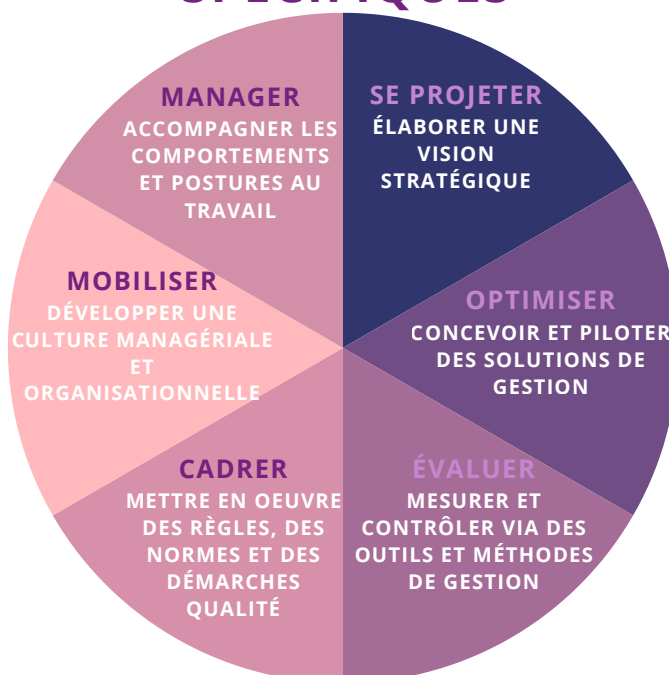 SPÉCIFIQUES
SE PROJETER
ÉLABORER UNE
VISION
STRATÉGIQUE
OPTIMISER
CONCEVOIR ET PILOTER
DES SOLUTIONS DE
GESTION
ÉVALUER
MESURER ET
CONTRÔLER VIA DES
OUTILS ET MÉTHODES
DE GESTION
CADRER
METTRE EN OEUVRE
DES RÈGLES, DES
NORMES ET DES
DÉMARCHES
QUALITÉ
MOBILISER
DÉVELOPPER UNE
CULTURE MANAGÉRIALE
ET
ORGANISATIONNELLE
MANAGER
ACCOMPAGNER LES
COMPORTEMENTS
ET POSTURES AU
TRAVAIL